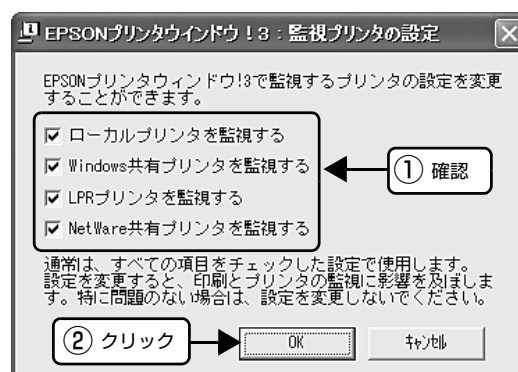 EPSONプリンタウインドウ!3:監視プリンタの設定
EPSONプリンタウィンドウ!3で監視するプリンタの設定を変更
することができます。
ローカルプリンタを監視する
Windows共有プリンタを監視する
① 確認
LPRプリンタを監視する
NetWare共有プリンタを監視する
通常は、すべての項目をチェックした設定で使用します。
設定を変更すると、印刷とプリンタの監視に影響を及ぼしま
す。特に問題のない場合は、設定を変更しないでください。
② クリック
OK
キャンセル